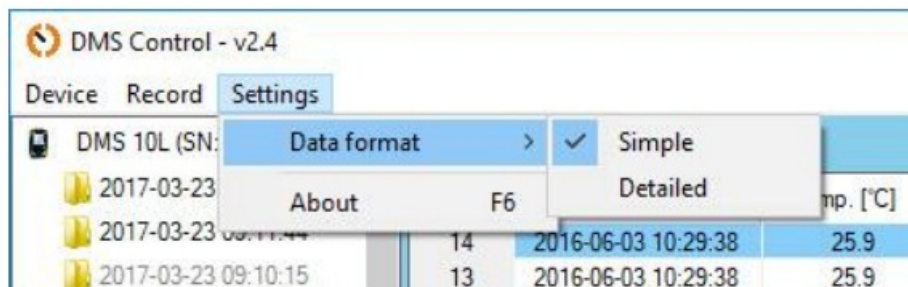 DMS Control - v2.4
Device Record Settings
DMS 10L (SN:
Data format > Simple
2017-03-23
About F6
Detailed
mp. [°C]
2017-03-23
14 2016-06-03 10:29:38 25.9
2017-03-23 09:10:15
13 2016-06-03 10:29:38 25.9